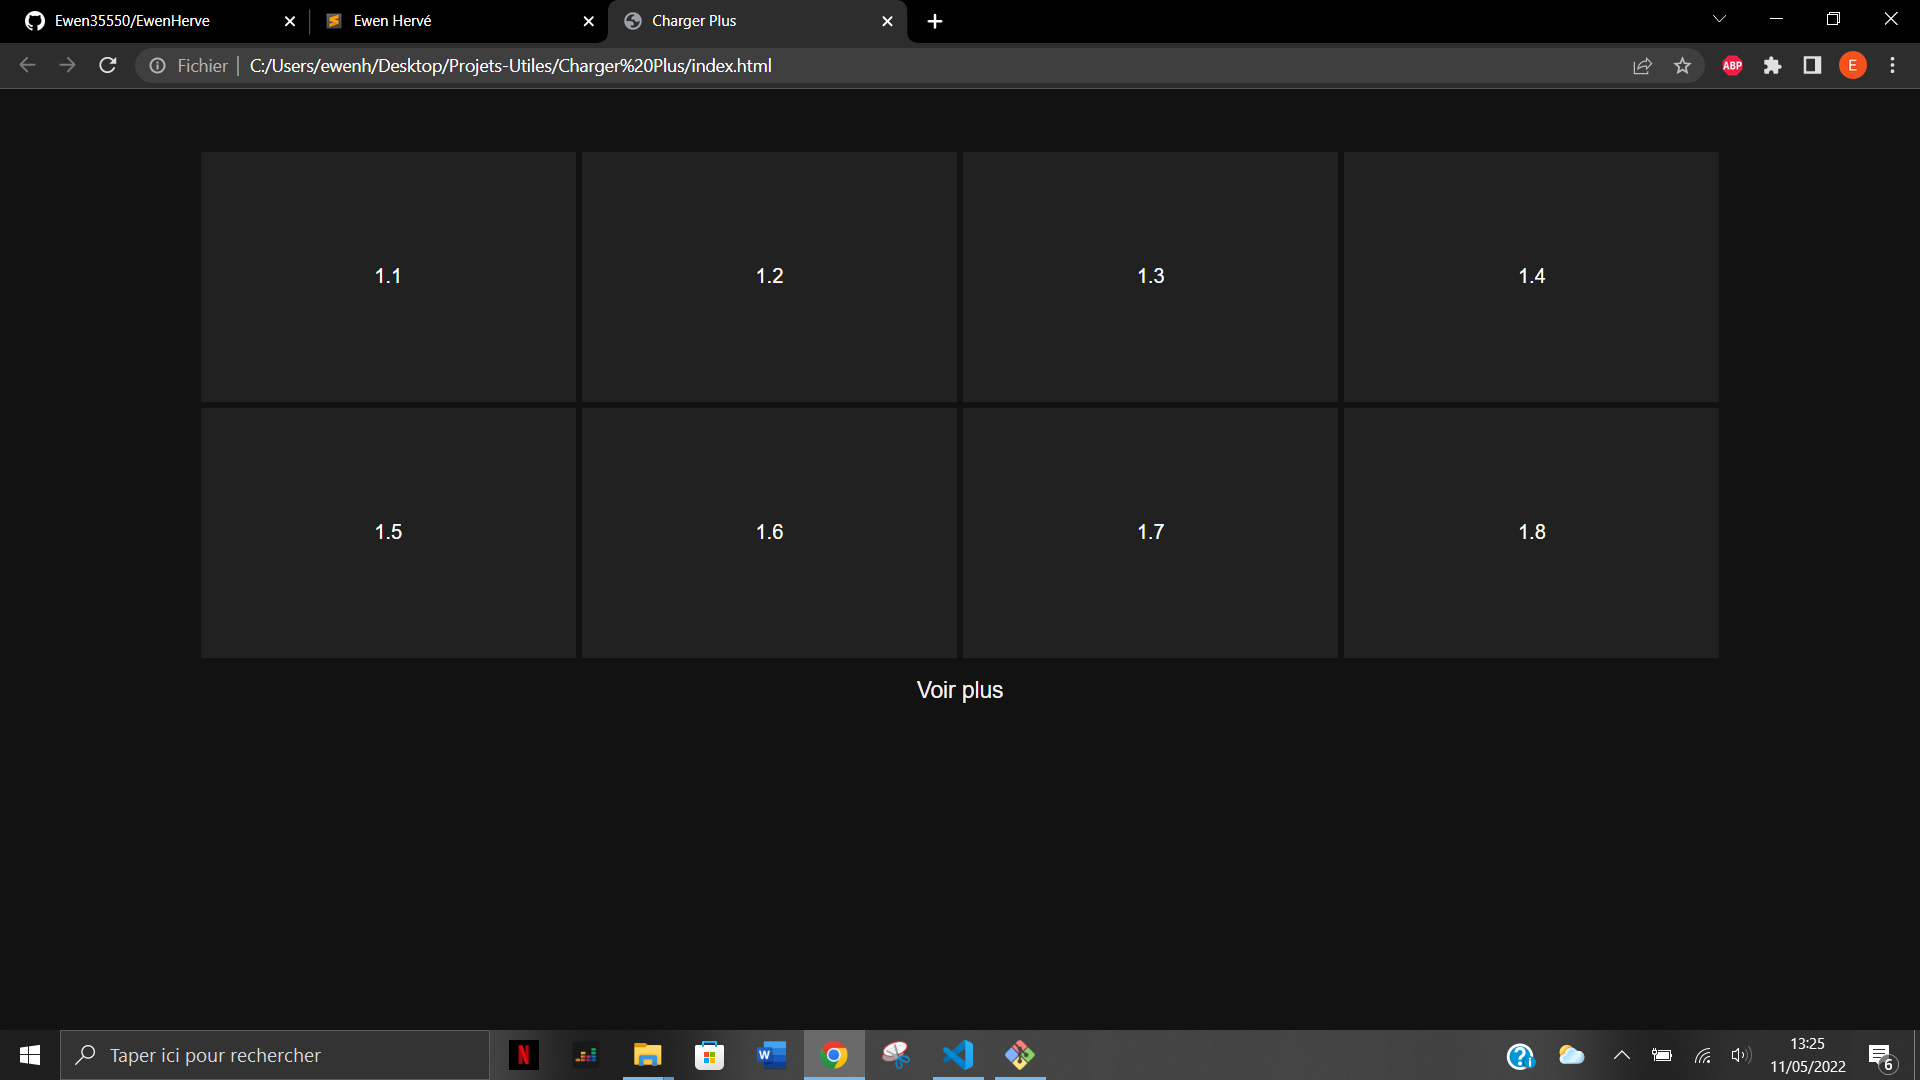 Ewen35550/EwenHerve
Ewen Hervé
Charger Plus
Fichier | C:/Users/ewenh/Desktop/Projets-Utiles/Charger%20Plus/index.html
ABP
E
1.1
1.2
1.3
1.4
1.5
1.6
1.7
1.8
Voir plus
Taper ici pour rechercher
N
W
13:25
11/05/2022
6